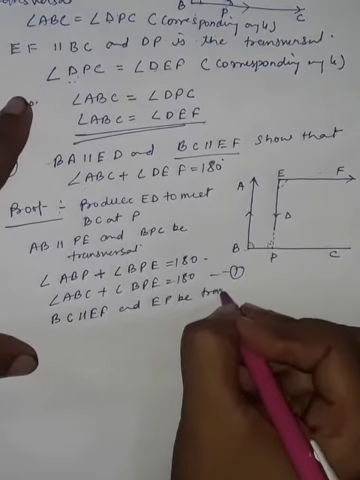 B P C
∠ABC = ∠DPC (Corresponding ∠s)
EF || BC and DP is the transversal.
∠DPC = ∠DEF (Corresponding ∠s)
∠ABC = ∠DPC
∠ABC = ∠DEF
BA || ED and BC || EF show that
∠ABC + ∠DEF = 180°
Proof :- Produce ED to meet
BC at P
AB || PE and BPC be
transversal
∠ABP + ∠BPE = 180.
∠ABC + ∠BPE = 180 -- ①
BC || EF and EP be tran
A E F
D
B P C